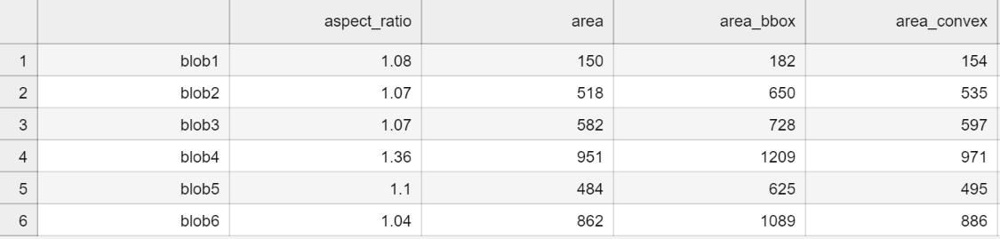 aspect_ratio area area_bbox area_convex
1 blob1 1.08 150 182 154
2 blob2 1.07 518 650 535
3 blob3 1.07 582 728 597
4 blob4 1.36 951 1209 971
5 blob5 1.1 484 625 495
6 blob6 1.04 862 1089 886